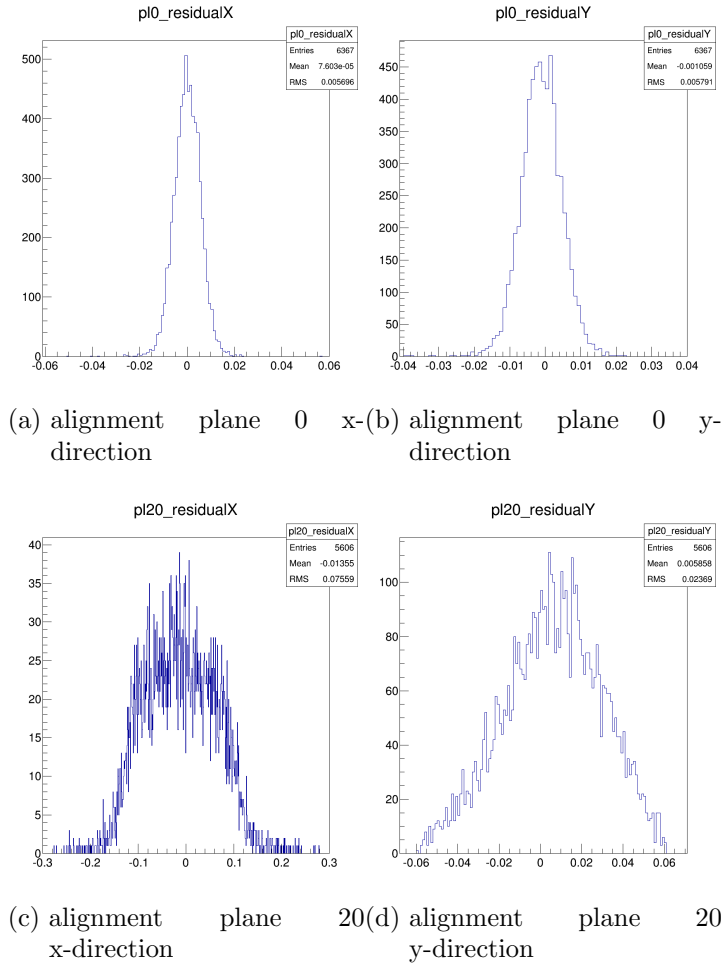 pl0_residualX
pl0_residualX
Entries 6367
Mean 7.603e-05
RMS 0.005696
500
400
300
200
100
0
-0.06 -0.04 -0.02 0 0.02 0.04 0.06
pl0_residualY
pl0_residualY
Entries 6367
Mean -0.001059
RMS 0.005791
450
400
350
300
250
200
150
100
50
0
-0.04 -0.03 -0.02 -0.01 0 0.01 0.02 0.03 0.04
(a) alignment plane 0 x-
direction
(b) alignment plane 0 y-
direction
pl20_residualX
pl20_residualX
Entries 5606
Mean -0.01355
RMS 0.07559
40
35
30
25
20
15
10
5
0
-0.3 -0.2 -0.1 0 0.1 0.2 0.3
pl20_residualY
pl20_residualY
Entries 5606
Mean 0.005858
RMS 0.02369
100
80
60
40
20
0
-0.06 -0.04 -0.02 0 0.02 0.04 0.06
(c) alignment plane 20
x-direction
(d) alignment plane 20
y-direction